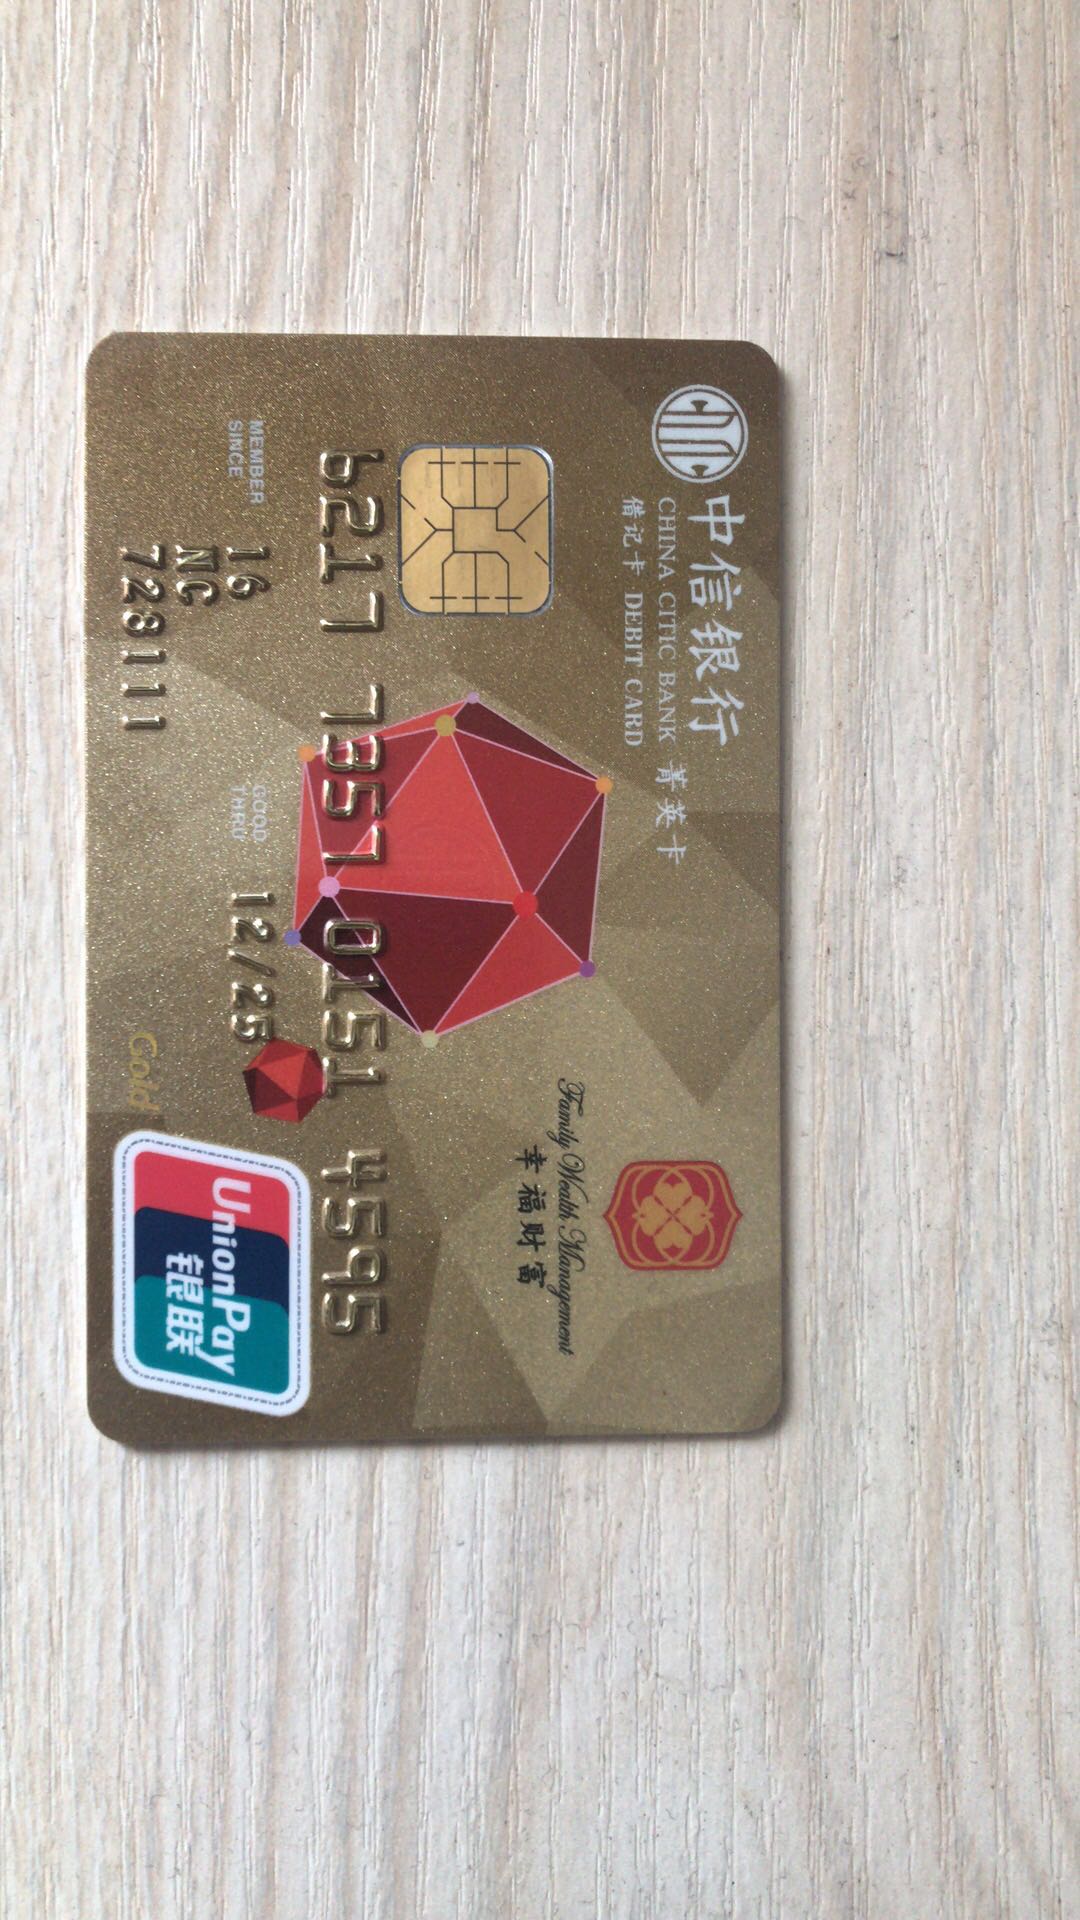 中信银行
CHINA CITIC BANK 菁英卡
借记卡 DEBIT CARD
Family Wealth Management
幸福财富
6217 7357 0151 4595
MEMBER SINCE 16
GOOD THRU 12/25
NC
728111
Gold
UnionPay
银联